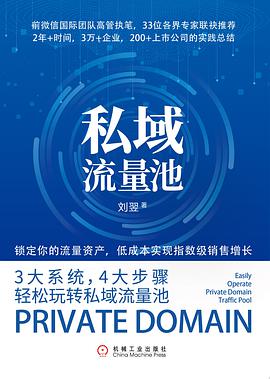 前微信国际团队高管执笔，33位各界专家联袂推荐
2年+时间，3万+企业，200+上市公司的实践总结
私域
流量池
刘翌 著
锁定你的流量资产，低成本实现指数级销售增长
3大系统，4大步骤
轻松玩转私域流量池
Easily
Operate
Private Domain
Traffic Pool
PRIVATE DOMAIN
机械工业出版社
China Machine Press